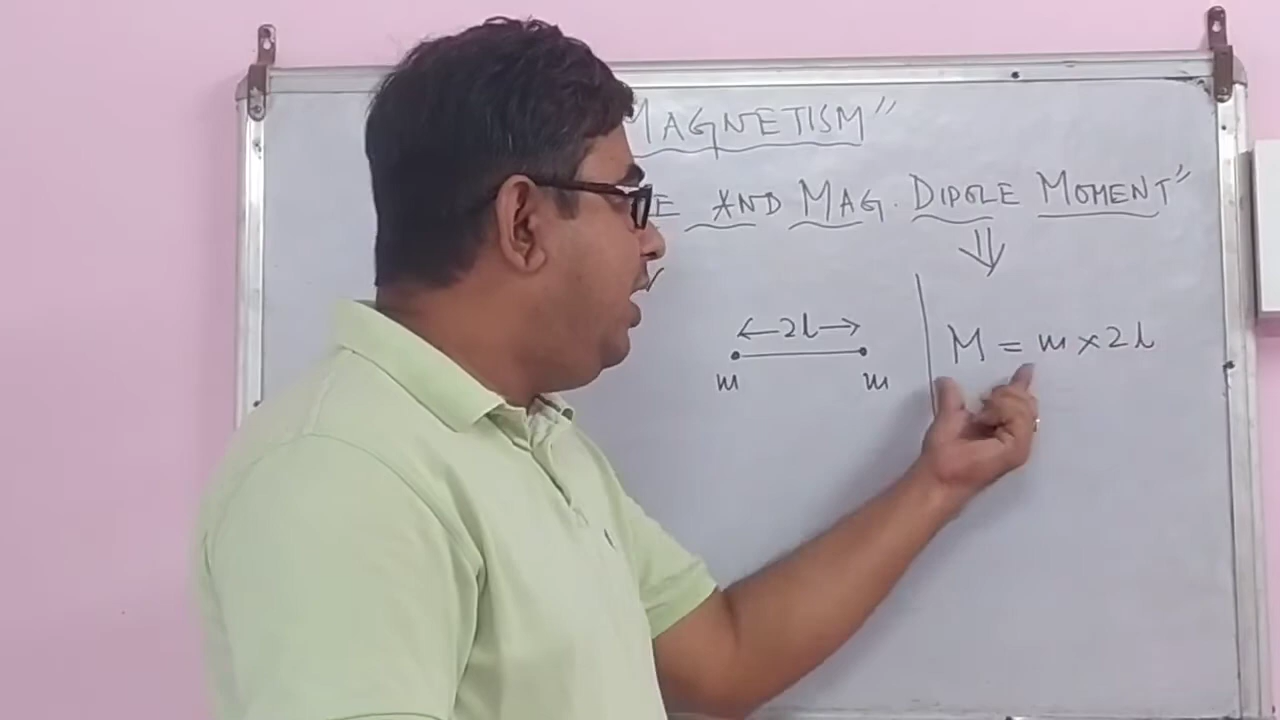 MAGNETISM"
AND MAG. DIPOLE MOMENT"
⇓
←2l→
m m
M = m × 2l